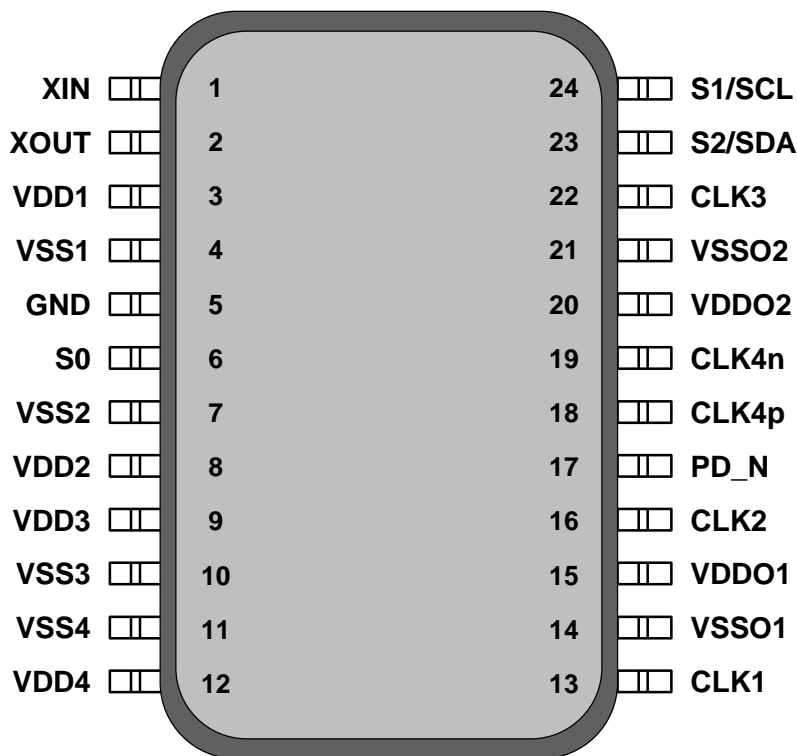 XIN 1 24 S1/SCL
XOUT 2 23 S2/SDA
VDD1 3 22 CLK3
VSS1 4 21 VSSO2
GND 5 20 VDDO2
S0 6 19 CLK4n
VSS2 7 18 CLK4p
VDD2 8 17 PD_N
VDD3 9 16 CLK2
VSS3 10 15 VDDO1
VSS4 11 14 VSSO1
VDD4 12 13 CLK1